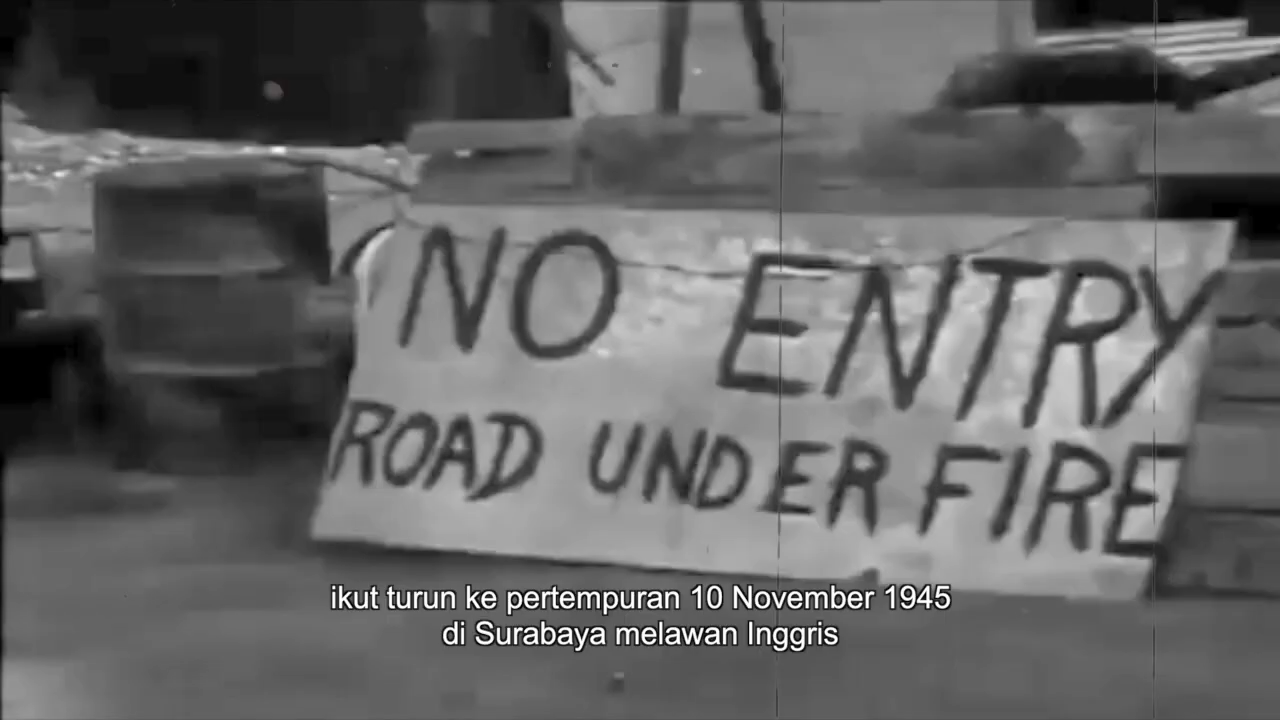 NO ENTRY
ROAD UNDER FIRE
ikut turun ke pertempuran 10 November 1945
di Surabaya melawan Inggris